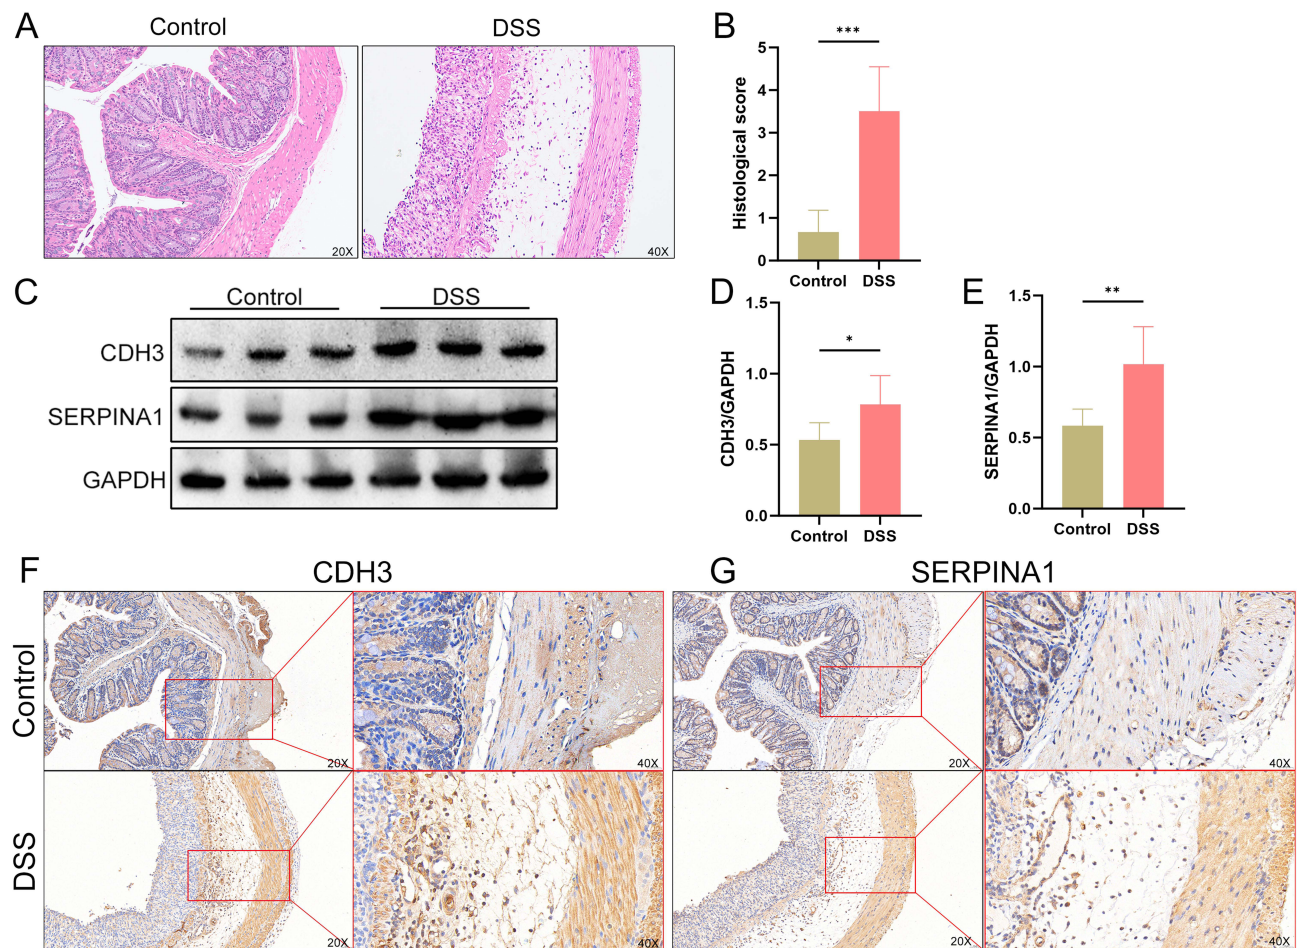 A
Control
DSS
20X
40X
B
***
Histological score
5
4
3
2
1
0
Control
DSS
C
Control
DSS
CDH3
SERPINA1
GAPDH
D
*
CDH3/GAPDH
1.5
1.0
0.5
0.0
Control
DSS
E
**
SERPINA1/GAPDH
1.5
1.0
0.5
0.0
Control
DSS
F
CDH3
G
SERPINA1
Control
20X
40X
20X
40X
DSS
20X
40X
20X
40X